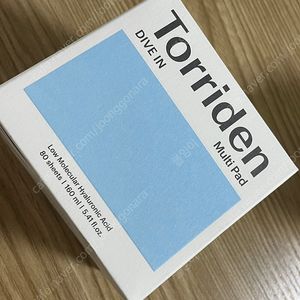 Torriden
DIVE IN
Multi Pad
Low Molecular Hyaluronic Acid
80 sheets I 160 ml I 5.41 fl.oz.